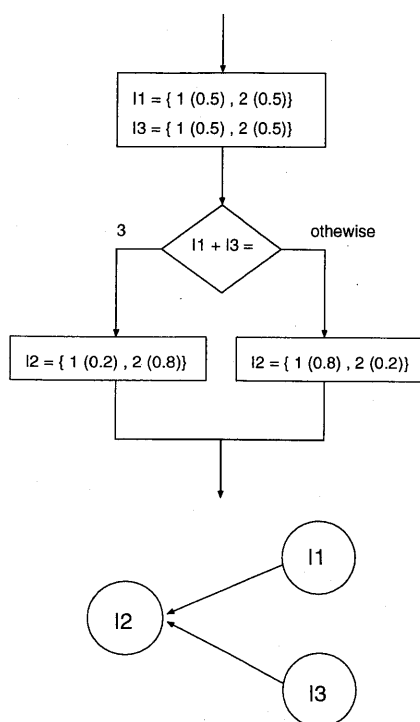 I1 = { 1 (0.5) , 2 (0.5)}
I3 = { 1 (0.5) , 2 (0.5)}
3
othewise
I1 + I3 =
I2 = { 1 (0.2) , 2 (0.8)}
I2 = { 1 (0.8) , 2 (0.2)}
I1
I2
I3